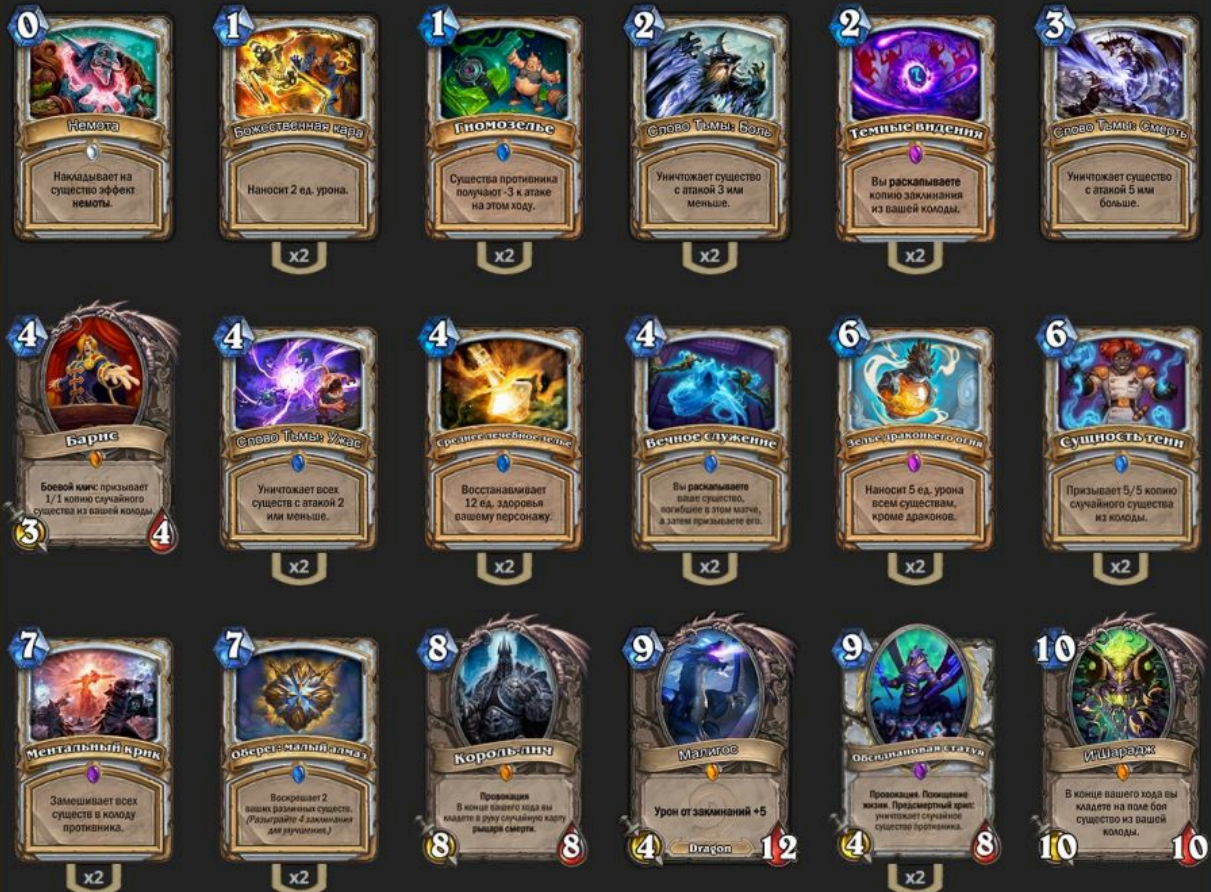 0
Немота
Накладывает на
существо эффект
немоты.
1
Божественная кара
Наносит 2 ед. урона.
x2
1
Гномозелье
Существа противника
получают -3 к атаке
на этом ходу.
x2
2
Слово Тьмы: Боль
Уничтожает существо
с атакой 3 или
меньше.
x2
2
Темные видения
Вы раскапываете
копию заклинания
из вашей колоды.
x2
3
Слово Тьмы: Смерть
Уничтожает существо
с атакой 5 или
больше.
4
Барнс
Боевой клич: призывает
1/1 копию случайного
существа из вашей колоды.
3
4
4
Слово Тьмы: Ужас
Уничтожает всех
существ с атакой 2
или меньше.
x2
4
Среднее лечебное зелье
Восстанавливает
12 ед. здоровья
вашему персонажу.
x2
4
Вечное служение
Вы раскапываете
ваше существо,
погибшее в этом матче,
а затем призываете его.
x2
6
Зелье драконьего огня
Наносит 5 ед. урона
всем существам,
кроме драконов.
x2
6
Сущность тени
Призывает 5/5 копию
случайного существа
из колоды.
x2
7
Ментальный крик
Замешивает всех
существ в колоду
противника.
x2
7
Оберег: малый алмаз
Воскрешает 2
ваших различных существ.
(Разыграйте 4 заклинания
для улучшения.)
x2
8
Король-лич
Провокация
В конце вашего хода вы
кладете в руку случайную карту
рыцаря смерти.
8
8
9
Малигос
Урон от заклинаний +5
4
Dragon
12
9
Обсидиановая статуя
Провокация. Похищение
жизни. Предсмертный хрип:
уничтожает случайное
существо противника.
4
8
x2
10
И'Шарадж
В конце вашего хода вы
кладете на поле боя
существо из вашей
колоды.
10
10